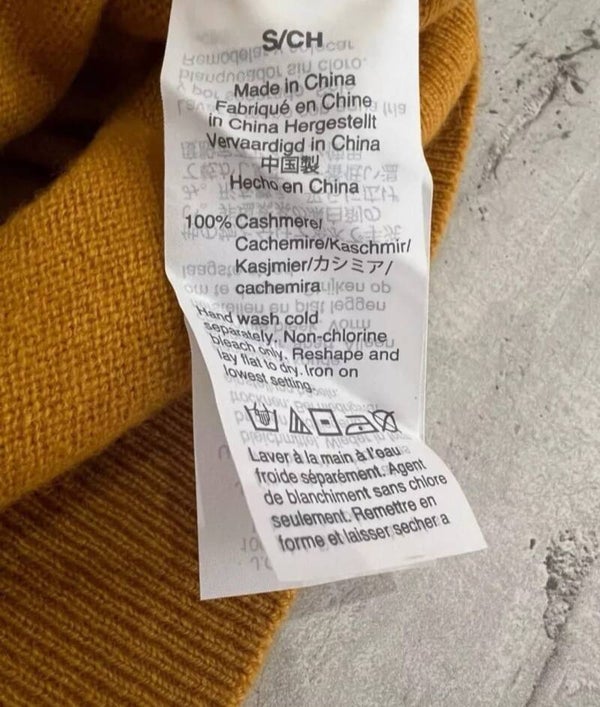 S/CH
Made in China
Fabriqué en Chine
in China Hergestellt
Vervaardigd in China
中国製
Hecho en China
100% Cashmere/
Cachemire/Kaschmir/
Kasjmier/カシミア/
cachemira
Hand wash cold
separately. Non-chlorine
bleach only. Reshape and
lay flat to dry. Iron on
lowest setting.
Laver à la main à l'eau
froide séparément. Agent
de blanchiment sans chlore
seulement. Remettre en
forme et laisser secher a